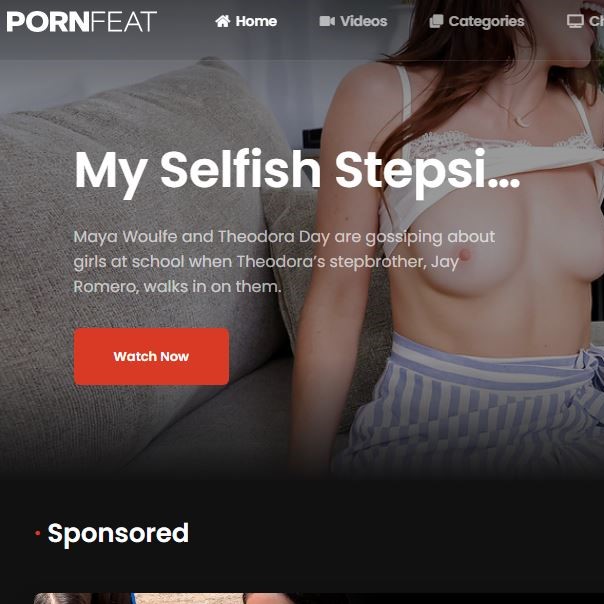 PORNFEAT
Home
Videos
Categories
Ch
My Selfish Stepsi...
Maya Woulfe and Theodora Day are gossiping about
girls at school when Theodora’s stepbrother, Jay
Romero, walks in on them.
Watch Now
Sponsored